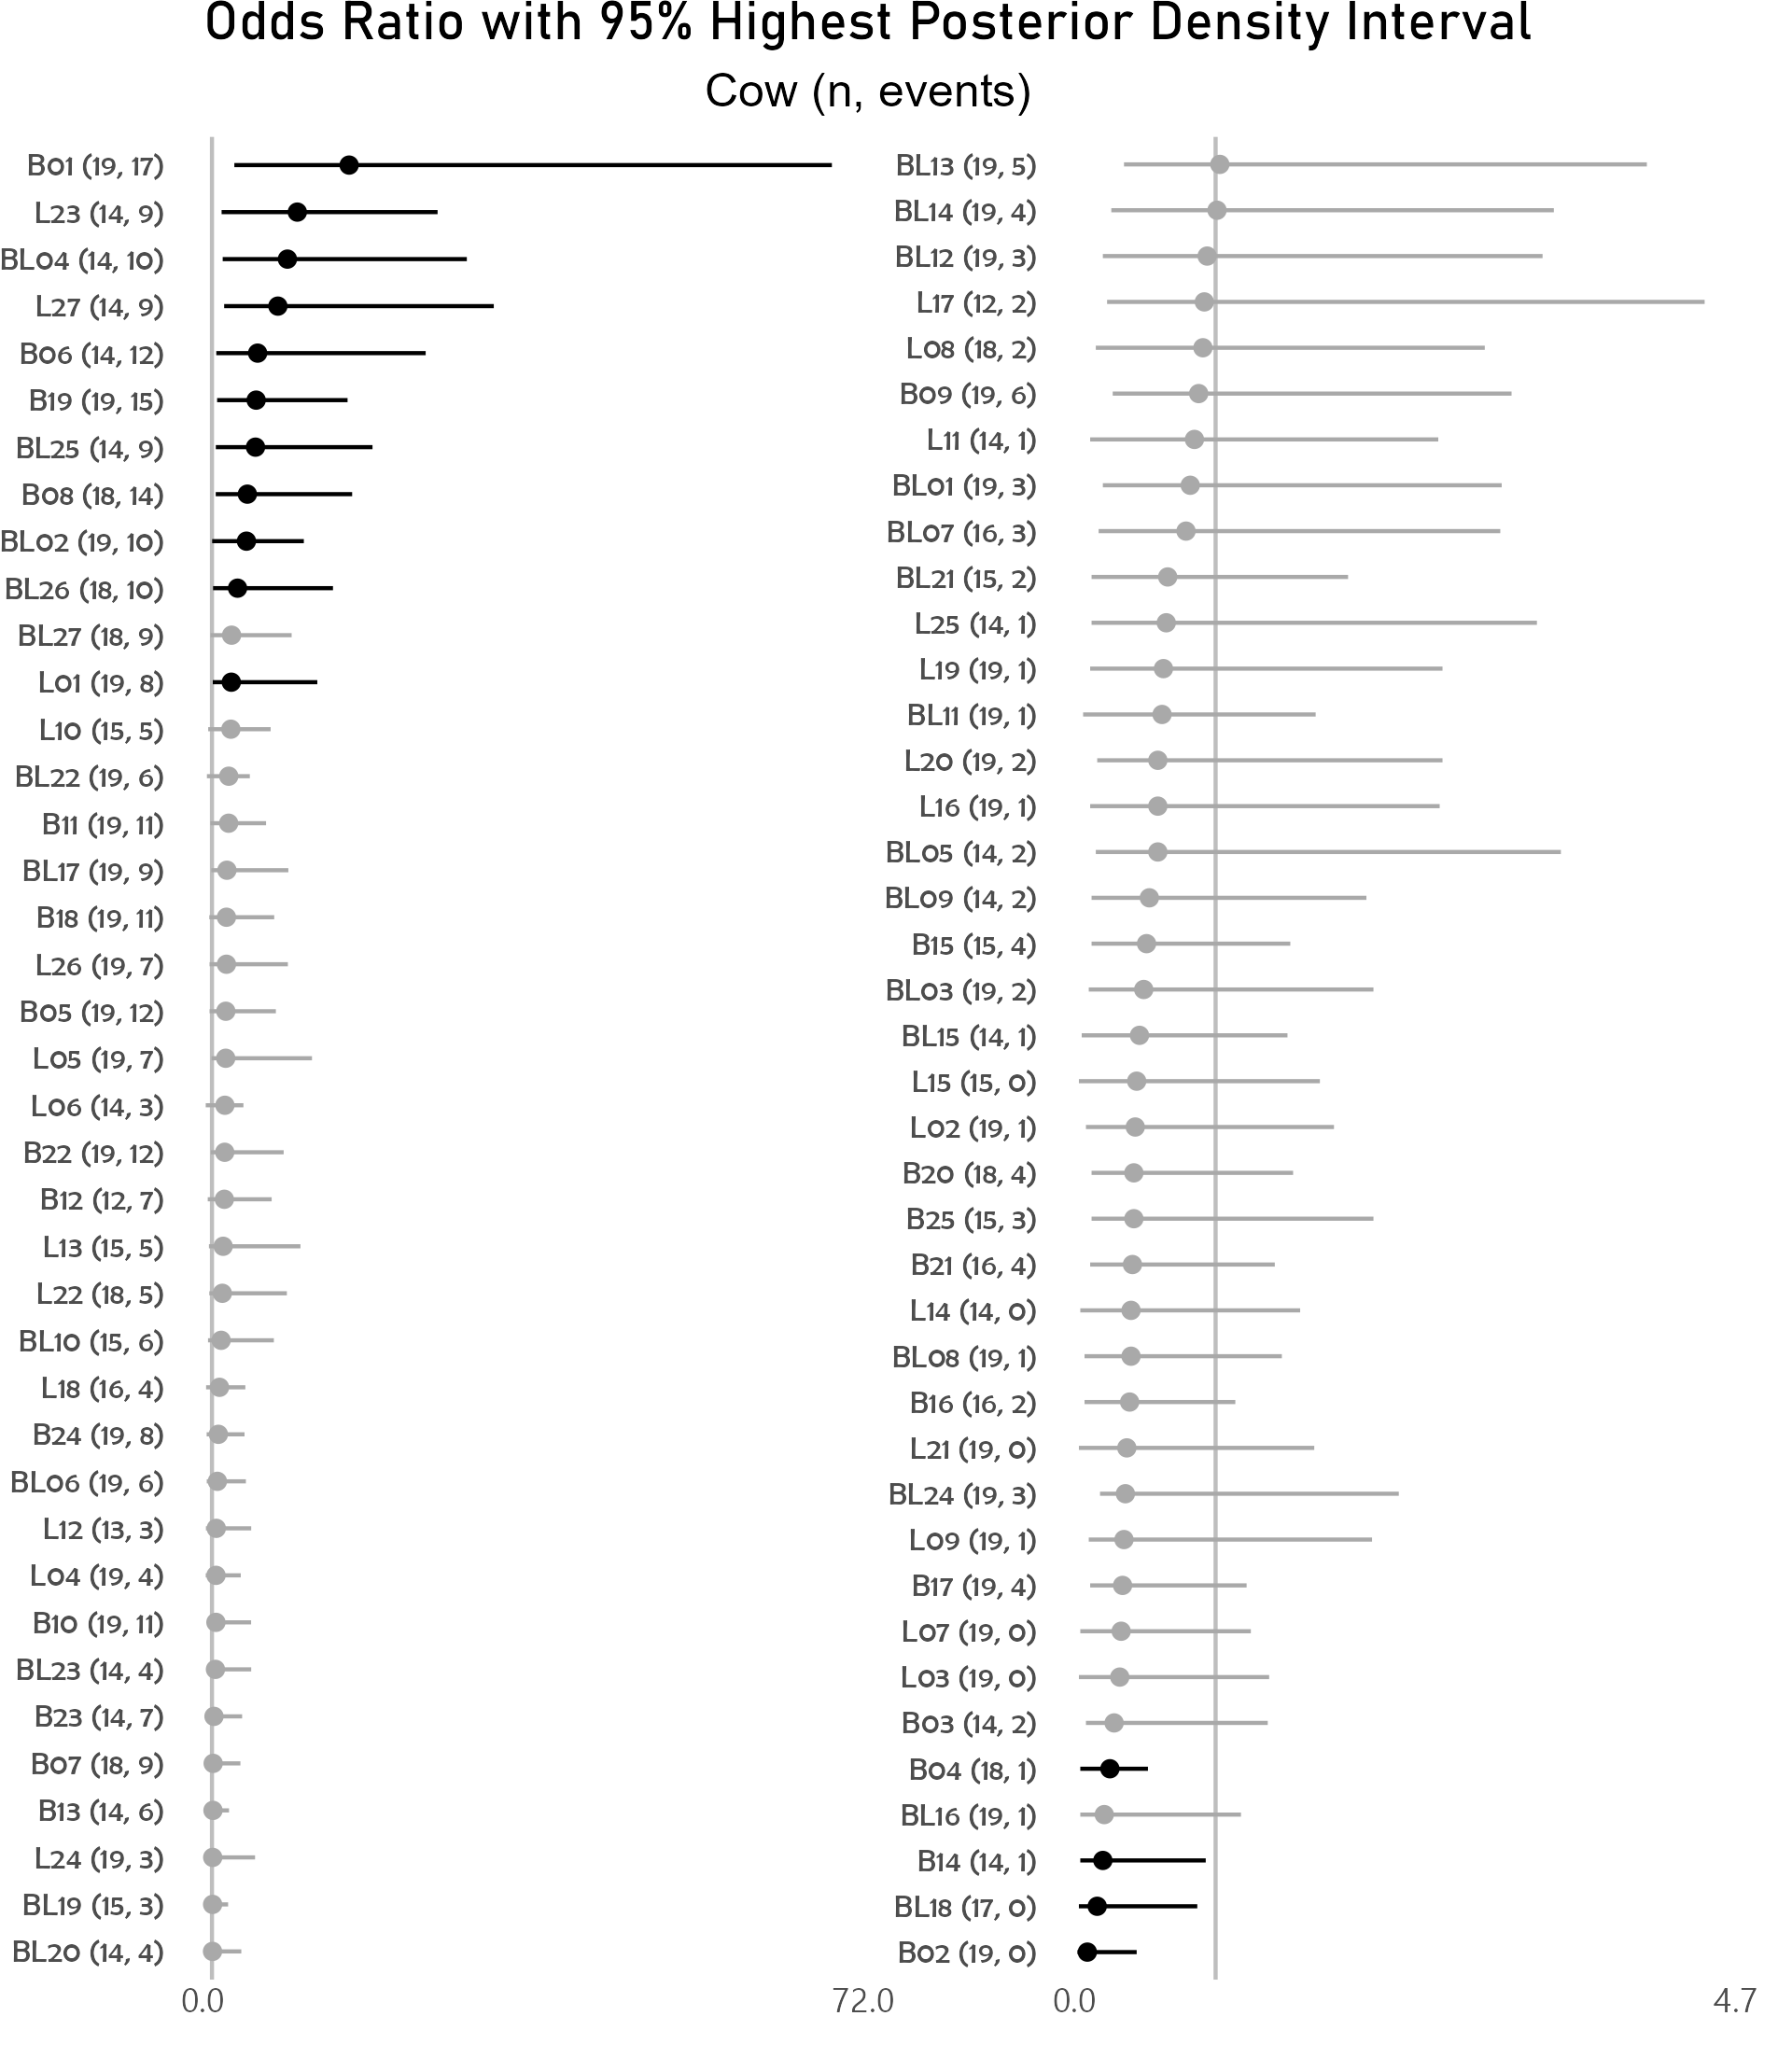 Odds Ratio with 95% Highest Posterior Density Interval
Cow (n, events)
B01 (19, 17)
L23 (14, 9)
BL04 (14, 10)
L27 (14, 9)
B06 (14, 12)
B19 (19, 15)
BL25 (14, 9)
B08 (18, 14)
BL02 (19, 10)
BL26 (18, 10)
BL27 (18, 9)
L01 (19, 8)
L10 (15, 5)
BL22 (19, 6)
B11 (19, 11)
BL17 (19, 9)
B18 (19, 11)
L26 (19, 7)
B05 (19, 12)
L05 (19, 7)
L06 (14, 3)
B22 (19, 12)
B12 (12, 7)
L13 (15, 5)
L22 (18, 5)
BL10 (15, 6)
L18 (16, 4)
B24 (19, 8)
BL06 (19, 6)
L12 (13, 3)
L04 (19, 4)
B10 (19, 11)
BL23 (14, 4)
B23 (14, 7)
B07 (18, 9)
B13 (14, 6)
L24 (19, 3)
BL19 (15, 3)
BL20 (14, 4)
0.0 72.0
BL13 (19, 5)
BL14 (19, 4)
BL12 (19, 3)
L17 (12, 2)
L08 (18, 2)
B09 (19, 6)
L11 (14, 1)
BL01 (19, 3)
BL07 (16, 3)
BL21 (15, 2)
L25 (14, 1)
L19 (19, 1)
BL11 (19, 1)
L20 (19, 2)
L16 (19, 1)
BL05 (14, 2)
BL09 (14, 2)
B15 (15, 4)
BL03 (19, 2)
BL15 (14, 1)
L15 (15, 0)
L02 (19, 1)
B20 (18, 4)
B25 (15, 3)
B21 (16, 4)
L14 (14, 0)
BL08 (19, 1)
B16 (16, 2)
L21 (19, 0)
BL24 (19, 3)
L09 (19, 1)
B17 (19, 4)
L07 (19, 0)
L03 (19, 0)
B03 (14, 2)
B04 (18, 1)
BL16 (19, 1)
B14 (14, 1)
BL18 (17, 0)
B02 (19, 0)
0.0 4.7